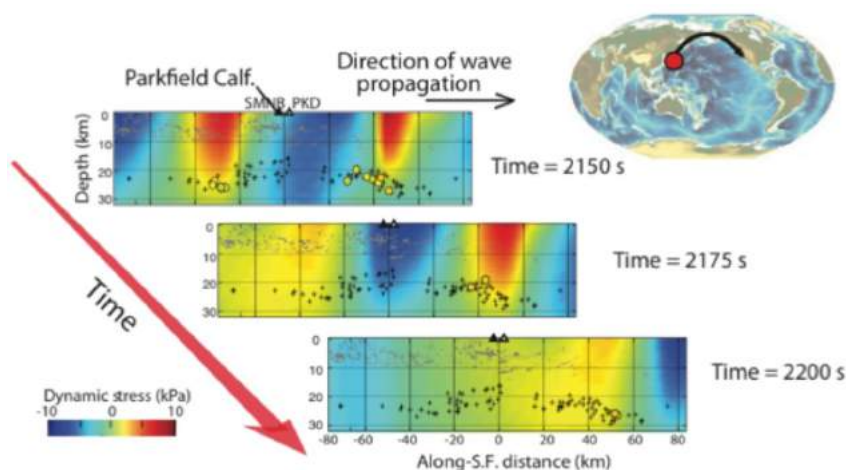 Parkfield Calf.
Direction of wave
propagation
SMNB PKD
0
10
20
30
Depth (km)
Time = 2150 s
0
10
20
30
Time = 2175 s
Time
0
10
20
30
Time = 2200 s
Dynamic stress (kPa)
-10 0 10
-80 -60 -40 -20 0 20 40 60 80
Along-S.F. distance (km)